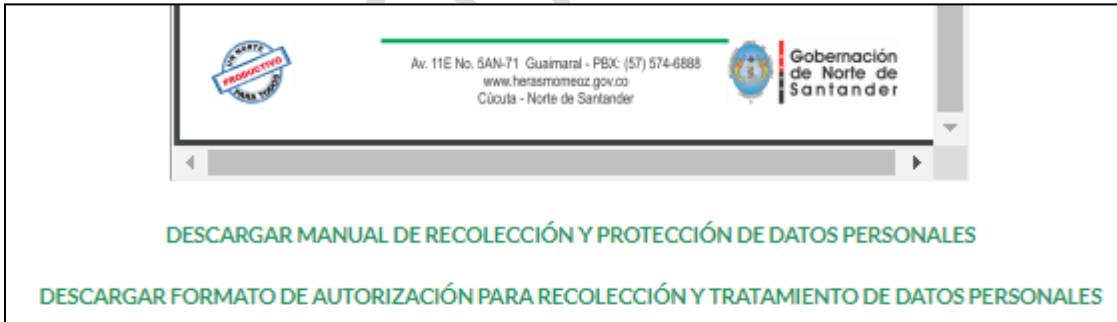 UN NORTE
PRODUCTIVO
PARA TODOS
Av. 11E No. 5AN-71 Guaimaral - PBX: (57) 574-6888
www.herasmomeoz.gov.co
Cúcuta - Norte de Santander
Gobernación
de Norte de
Santander
DESCARGAR MANUAL DE RECOLECCIÓN Y PROTECCIÓN DE DATOS PERSONALES
DESCARGAR FORMATO DE AUTORIZACIÓN PARA RECOLECCIÓN Y TRATAMIENTO DE DATOS PERSONALES